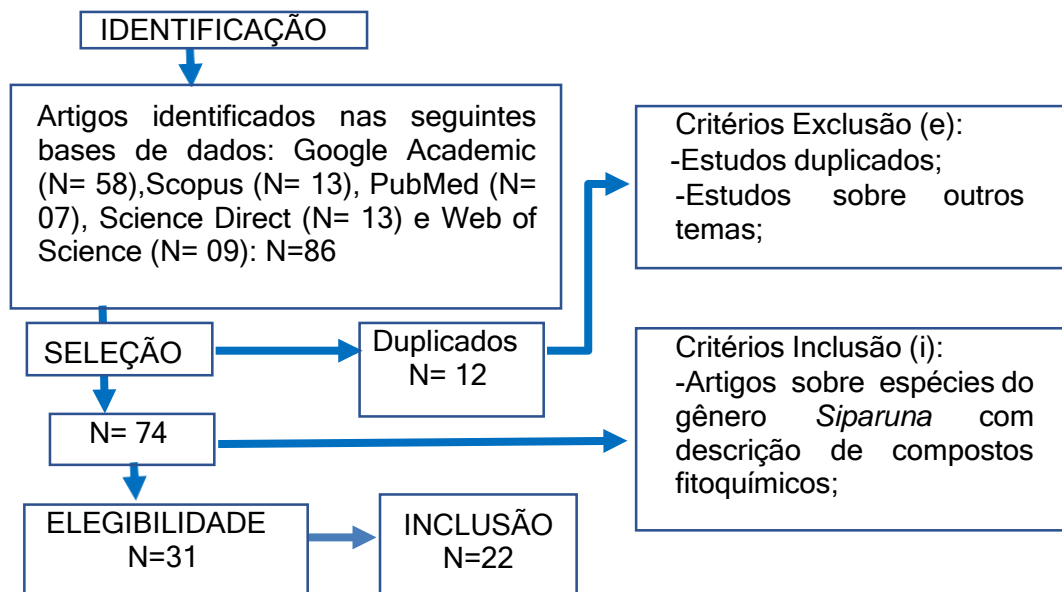 IDENTIFICAÇÃO
Artigos identificados nas seguintes
bases de dados: Google Academic
(N= 58),Scopus (N= 13), PubMed (N=
07), Science Direct (N= 13) e Web of
Science (N= 09): N=86
Critérios Exclusão (e):
-Estudos duplicados;
-Estudos sobre outros
temas;
SELEÇÃO
Duplicados
N= 12
Critérios Inclusão (i):
-Artigos sobre espécies do
gênero Siparuna com
descrição de compostos
fitoquímicos;
N= 74
ELEGIBILIDADE
N=31
INCLUSÃO
N=22